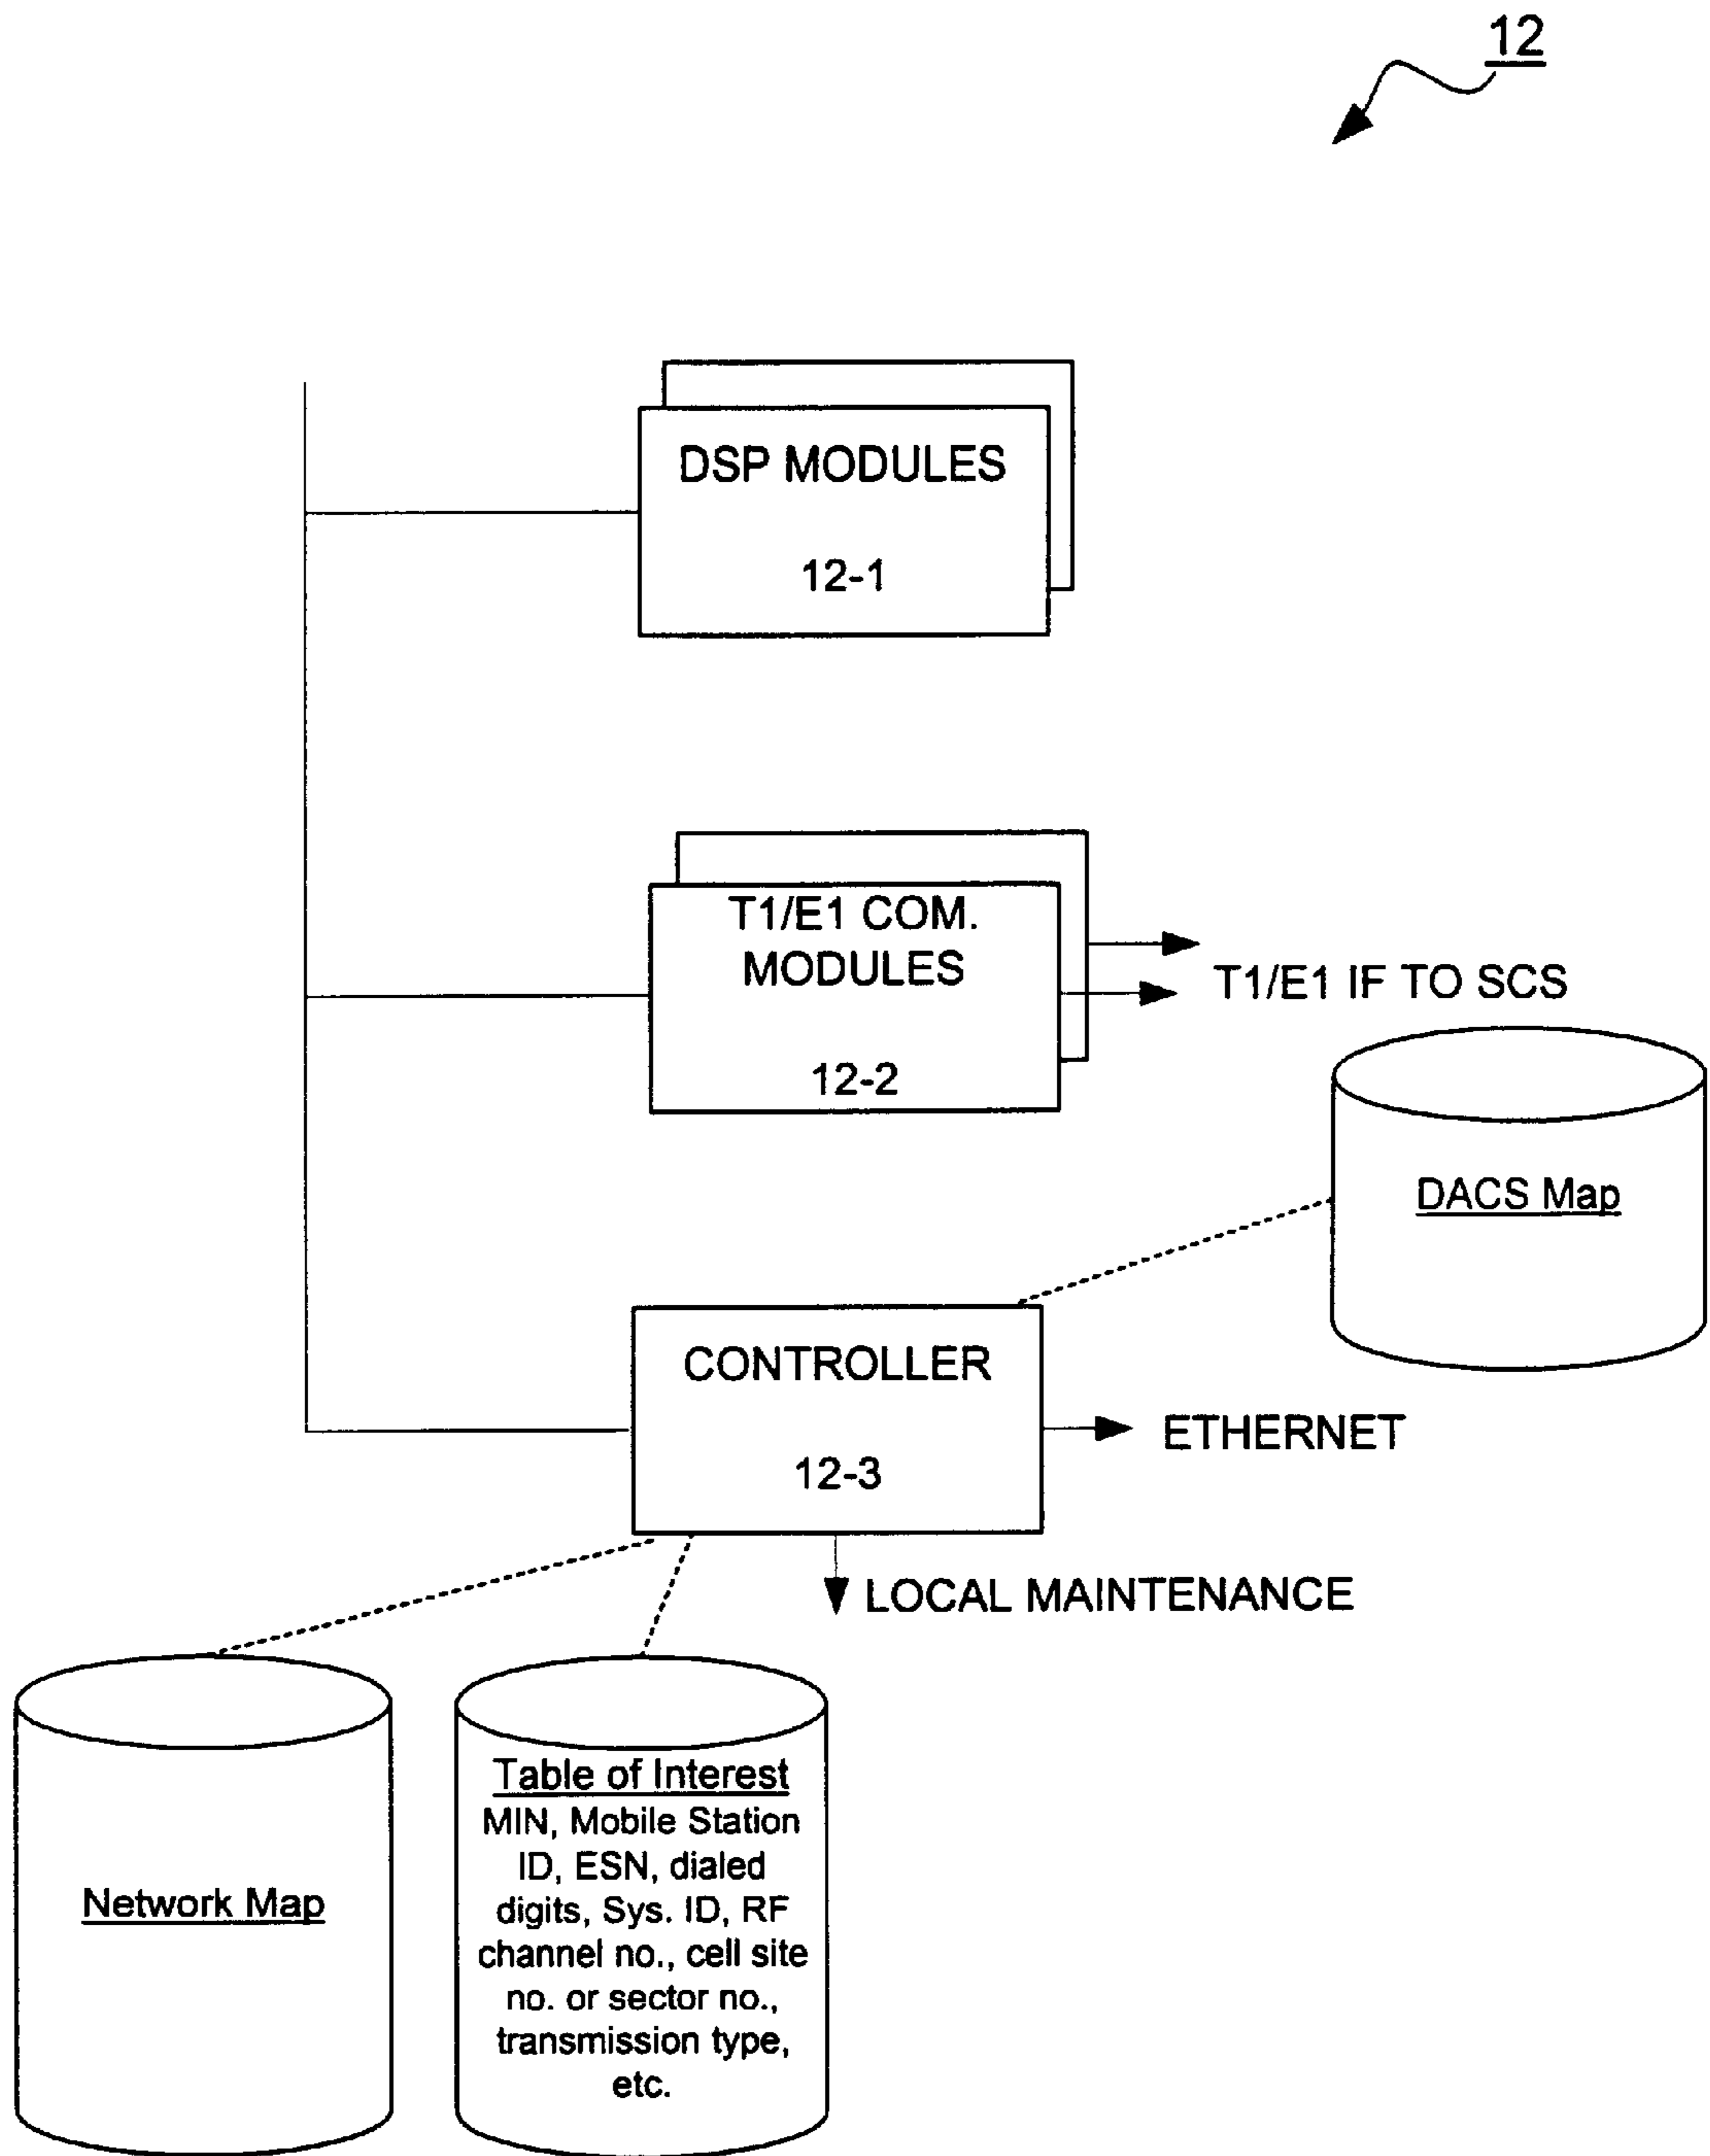 12
DSP MODULES
12-1
T1/E1 COM.
MODULES
12-2
T1/E1 IF TO SCS
DACS Map
CONTROLLER
12-3
ETHERNET
LOCAL MAINTENANCE
Network Map
Table of Interest
MIN, Mobile Station
ID, ESN, dialed
digits, Sys. ID, RF
channel no., cell site
no. or sector no.,
transmission type,
etc.